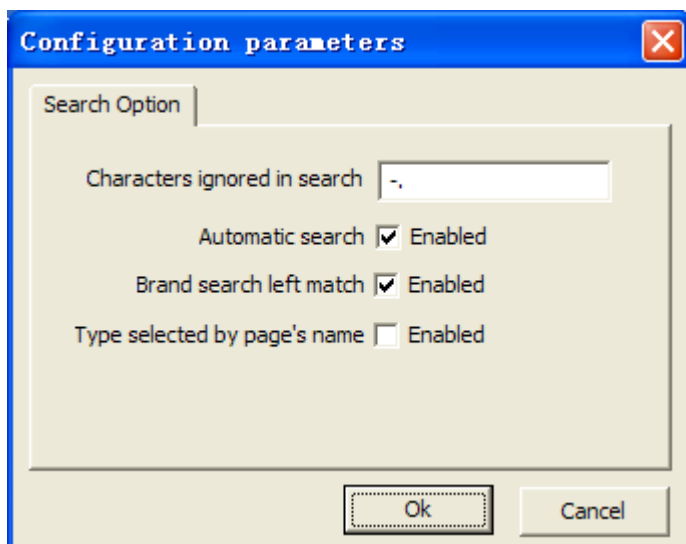 Configuration parameters
Search Option
Characters ignored in search -.
Automatic search Enabled
Brand search left match Enabled
Type selected by page's name Enabled
Ok Cancel